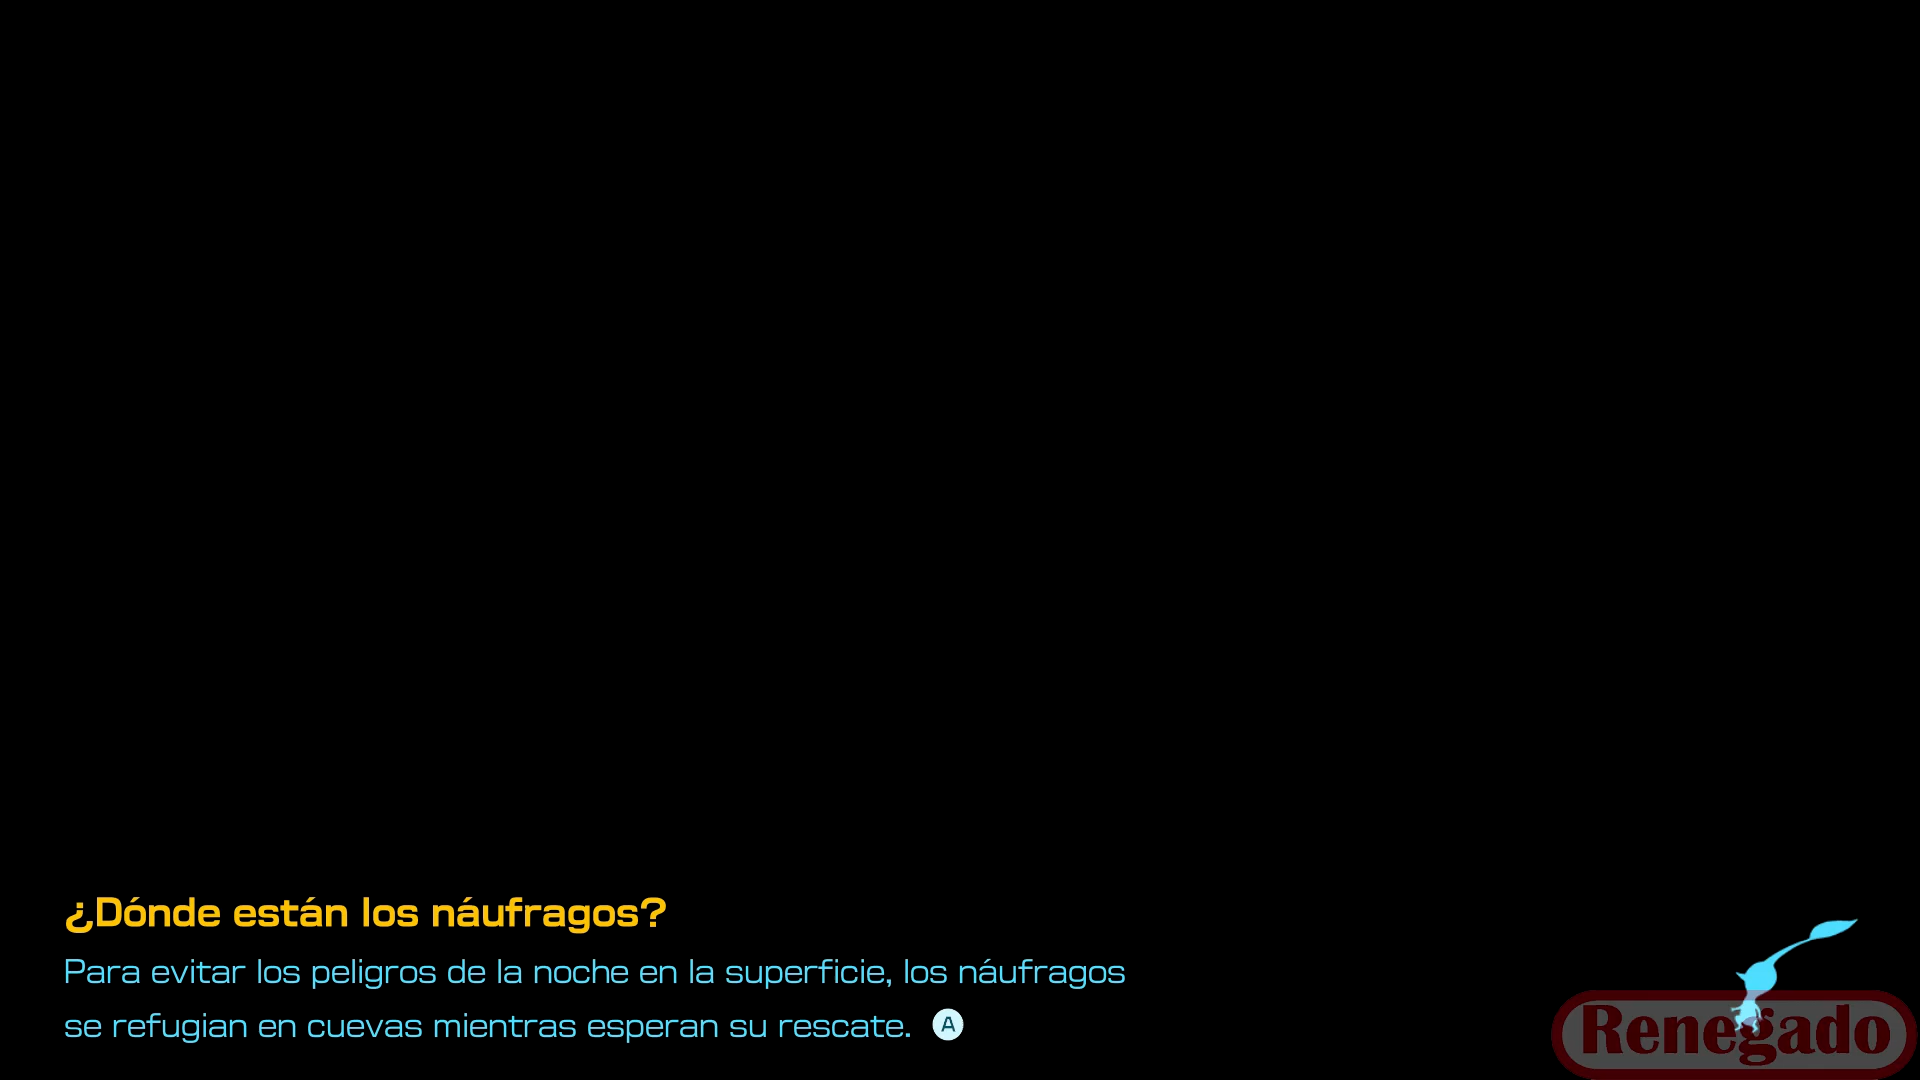 ¿Dónde están los náufragos?
Para evitar los peligros de la noche en la superficie, los náufragos
se refugian en cuevas mientras esperan su rescate. A
Renegado